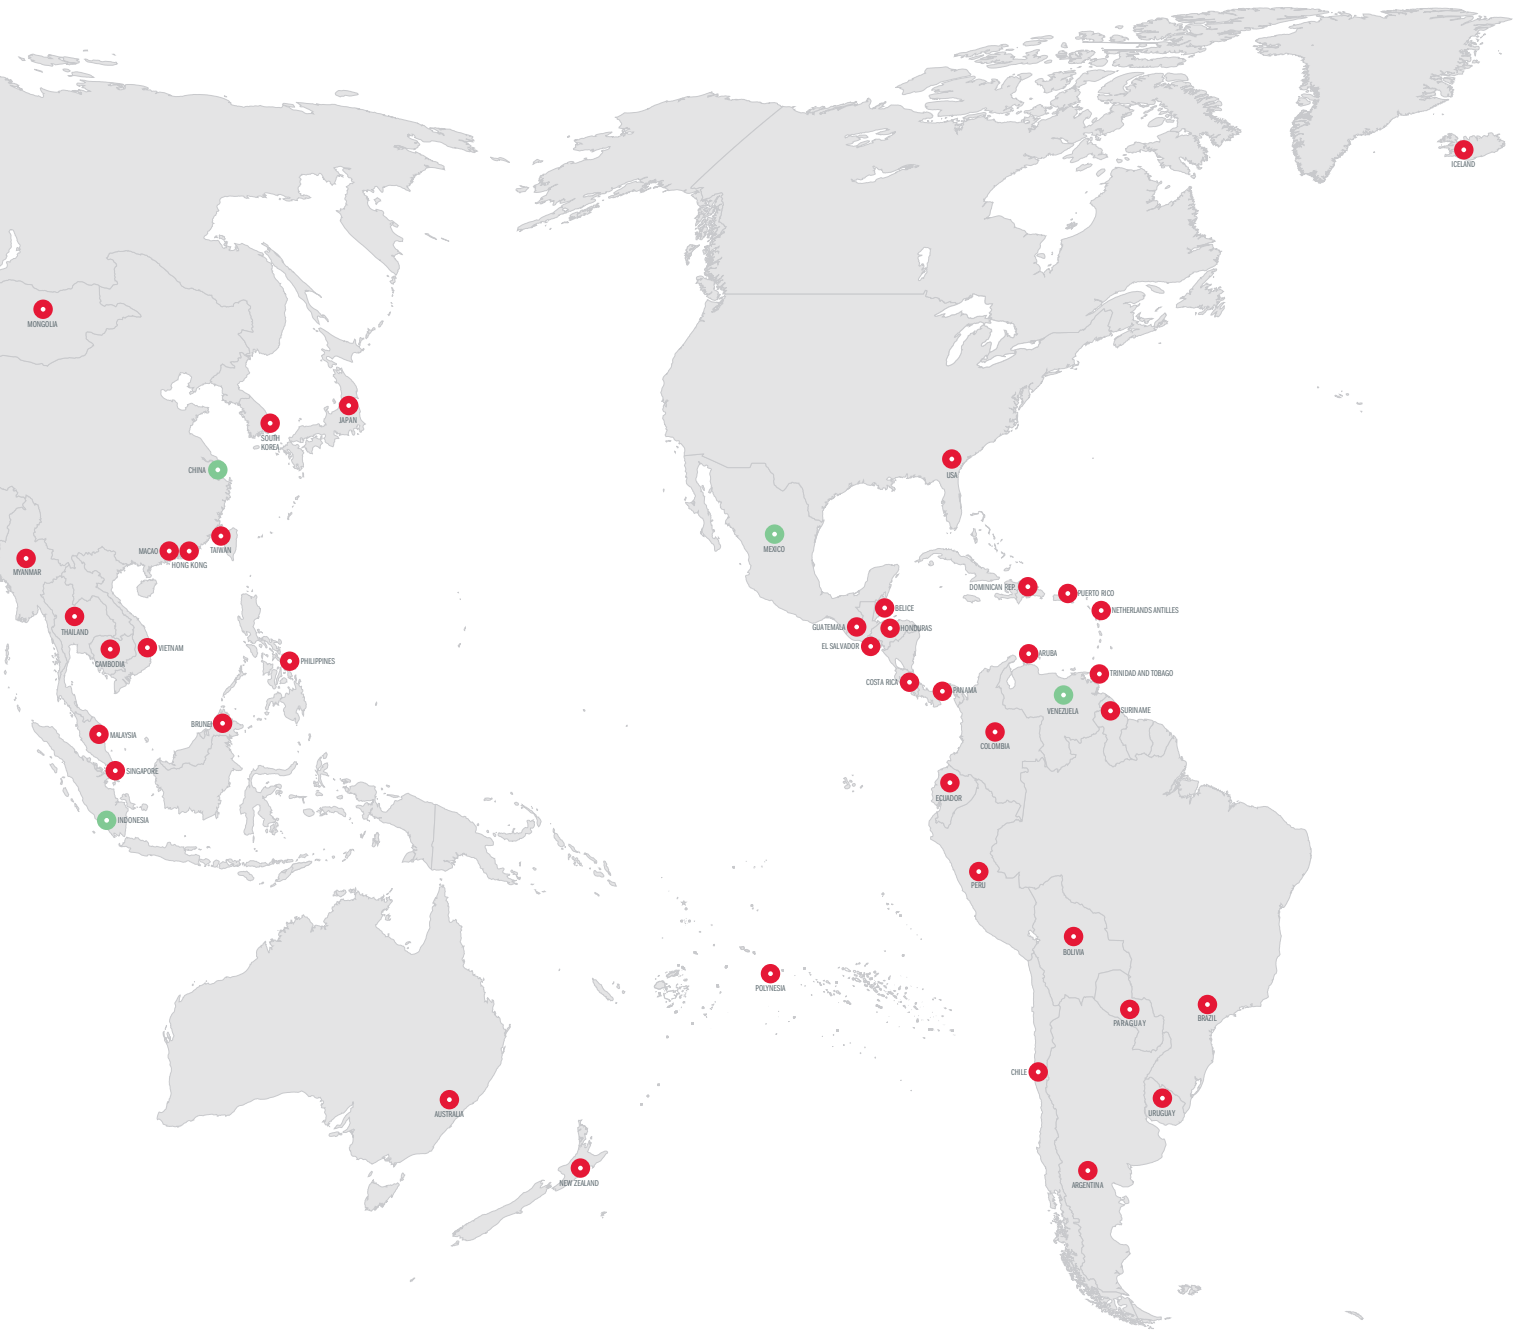 ICELAND
MONGOLIA
JAPAN
SOUTH
KOREA
CHINA
USA
MEXICO
TAIWAN
MACAO
HONG KONG
MYANMAR
DOMINICAN REP.
PUERTO RICO
NETHERLANDS ANTILLES
BELICE
GUATEMALA
HONDURAS
THAILAND
VIETNAM
EL SALVADOR
ARUBA
CAMBODIA
PHILIPPINES
TRINIDAD AND TOBAGO
COSTA RICA
PANAMA
VENEZUELA
SURINAME
BRUNEI
MALAYSIA
COLOMBIA
SINGAPORE
ECUADOR
INDONESIA
PERU
BOLIVIA
POLYNESIA
BRAZIL
PARAGUAY
CHILE
AUSTRALIA
URUGUAY
NEW ZEALAND
ARGENTINA